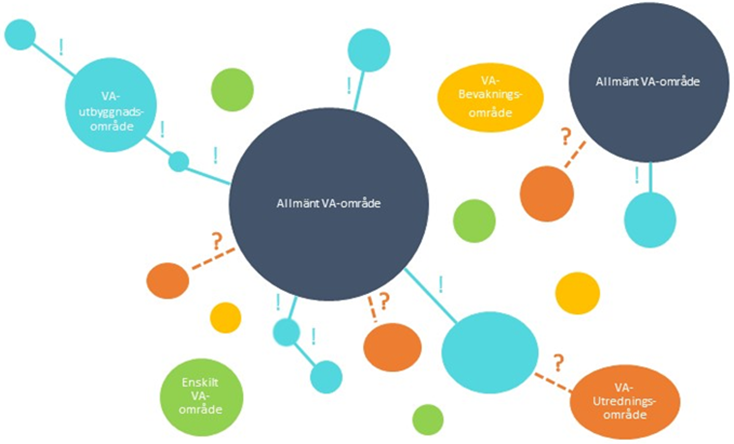 !
VA-
utbyggnads-
område
!
!
!
VA-
Bevaknings-
område
Allmänt VA-område
?
!
Allmänt VA-område
?
!
!
?
!
?
Enskilt
VA-
område
VA-
Utrednings-
område